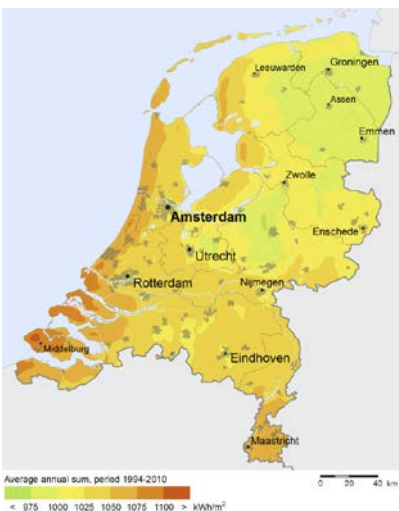 Leeuwarden
Groningen
Assen
Emmen
Zwolle
Amsterdam
Enschede
Utrecht
Rotterdam
Nijmegen
Middelburg
Eindhoven
Maastricht
Average annual sum, period 1994-2010
0 20 40 km
< 975 1000 1025 1050 1075 1100 > kWh/m²